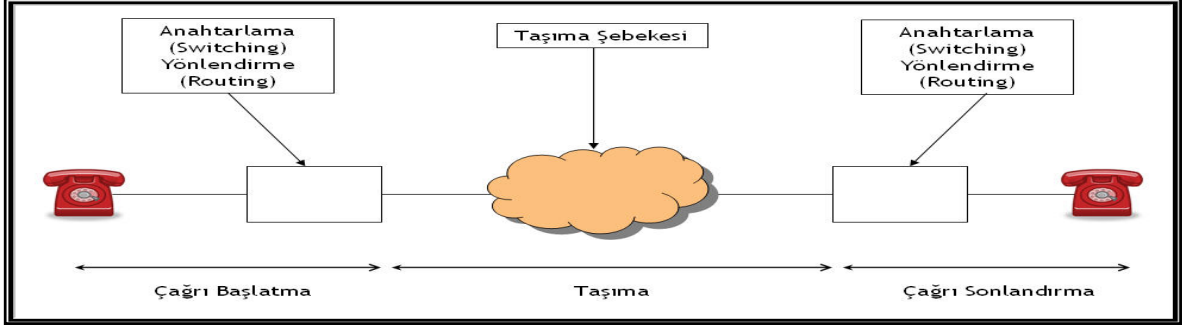 Anahtarlama
(Switching)
Yönlendirme
(Routing)
Taşıma Şebekesi
Anahtarlama
(Switching)
Yönlendirme
(Routing)
Çağrı Başlatma
Taşıma
Çağrı Sonlandırma